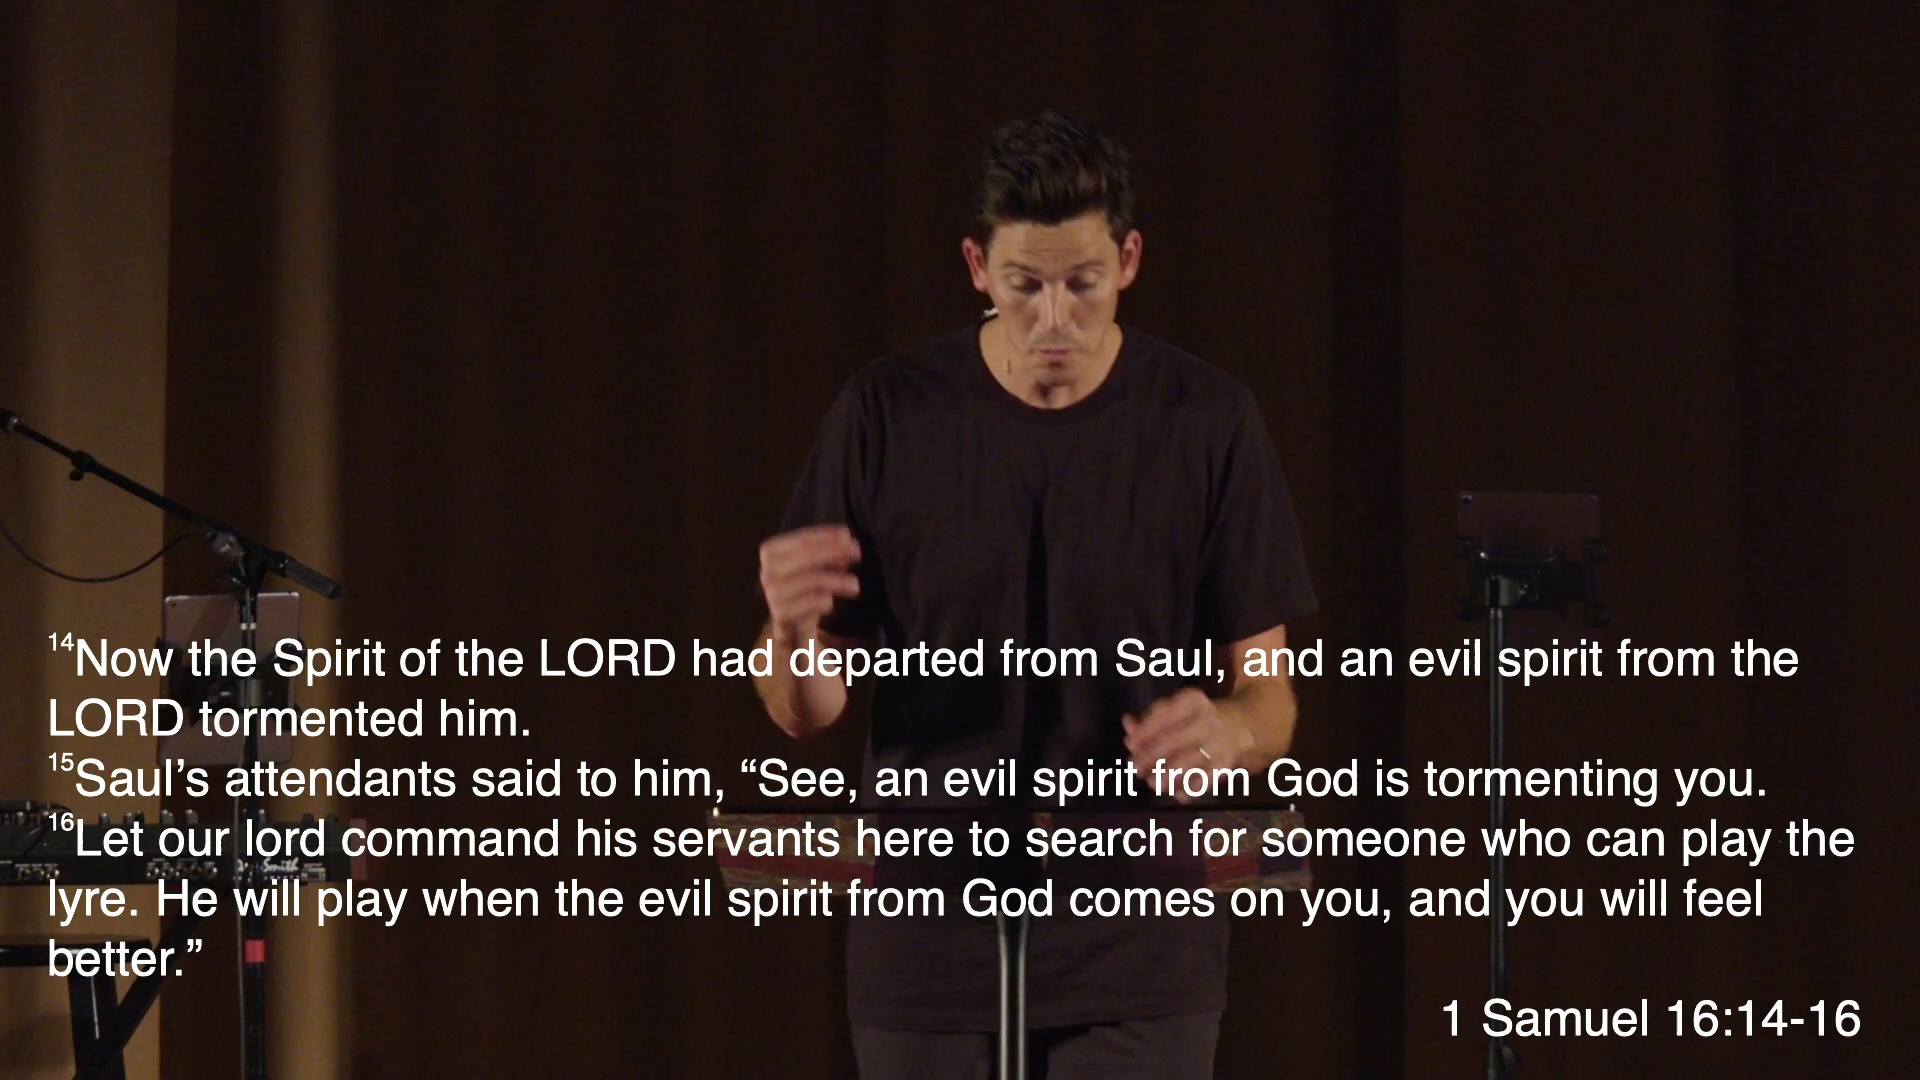 ¹⁴Now the Spirit of the LORD had departed from Saul, and an evil spirit from the
LORD tormented him.
¹⁵Saul’s attendants said to him, “See, an evil spirit from God is tormenting you.
¹⁶Let our lord command his servants here to search for someone who can play the
lyre. He will play when the evil spirit from God comes on you, and you will feel
better.”
1 Samuel 16:14-16